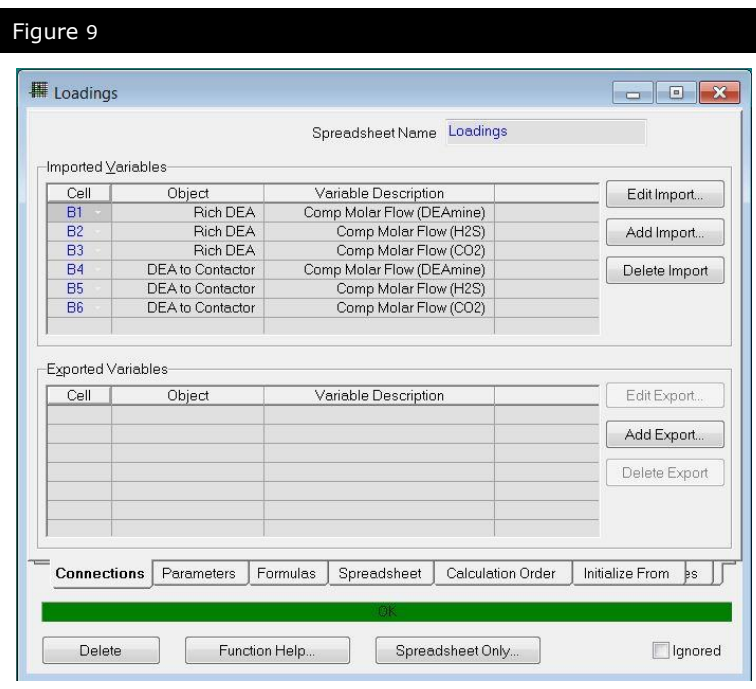 Figure 9
Loadings
Spreadsheet Name Loadings
Imported Variables
Cell Object Variable Description
B1 Rich DEA Comp Molar Flow (DEAmine)
B2 Rich DEA Comp Molar Flow (H2S)
B3 Rich DEA Comp Molar Flow (CO2)
B4 DEA to Contactor Comp Molar Flow (DEAmine)
B5 DEA to Contactor Comp Molar Flow (H2S)
B6 DEA to Contactor Comp Molar Flow (CO2)
Edit Import...
Add Import...
Delete Import
Exported Variables
Cell Object Variable Description
Edit Export...
Add Export...
Delete Export
Connections Parameters Formulas Spreadsheet Calculation Order Initialize From es
OK
Delete Function Help... Spreadsheet Only... Ignored